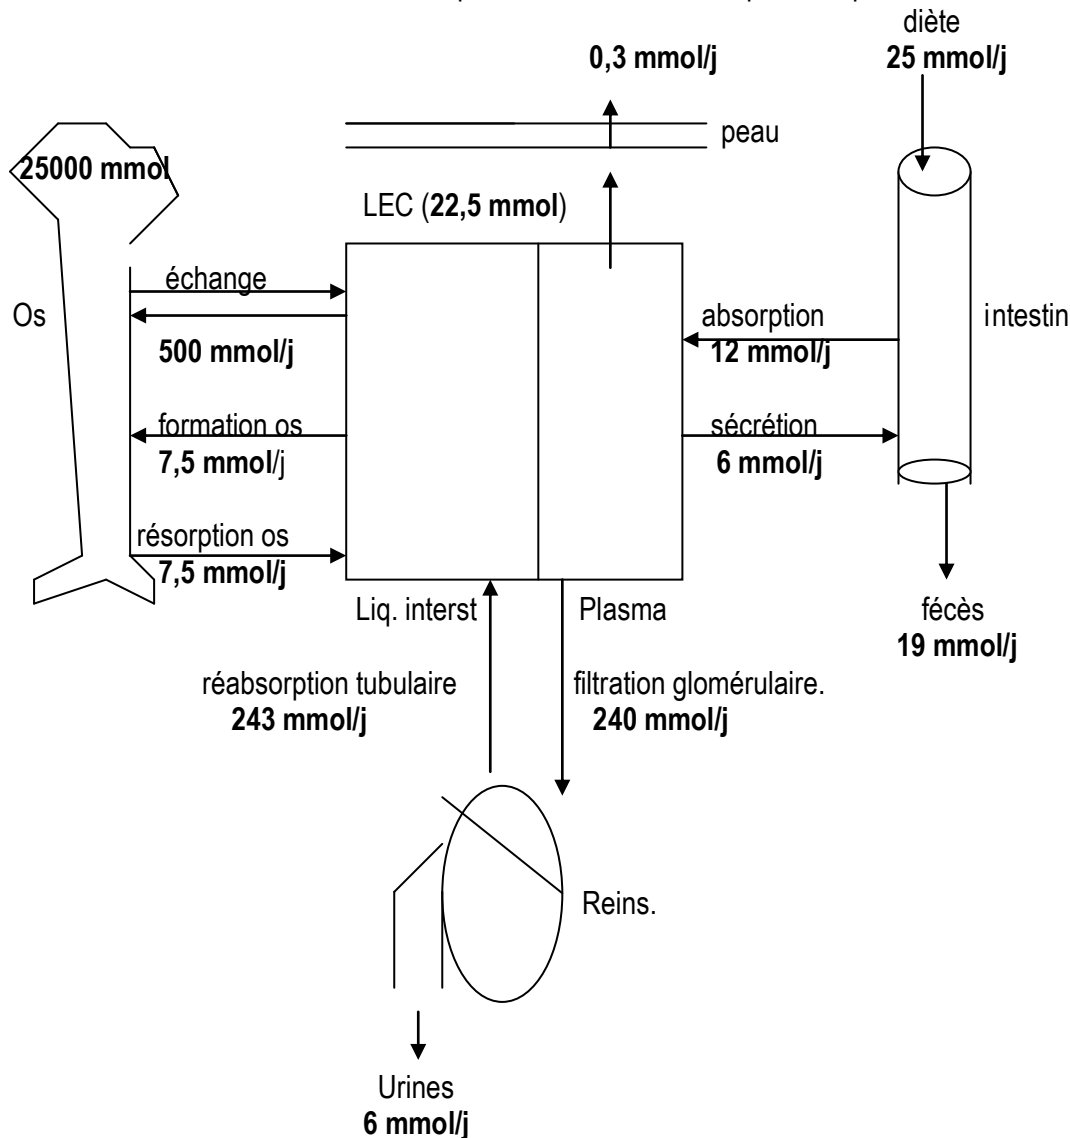 diète
0,3 mmol/j
25 mmol/j
peau
25000 mmol
LEC (22,5 mmol)
échange
Os
500 mmol/j
absorption
12 mmol/j
intestin
formation os
7,5 mmol/j
sécrétion
6 mmol/j
résorption os
7,5 mmol/j
Liq. interst
Plasma
fécès
19 mmol/j
réabsorption tubulaire
243 mmol/j
filtration glomérulaire.
240 mmol/j
Reins.
Urines
6 mmol/j